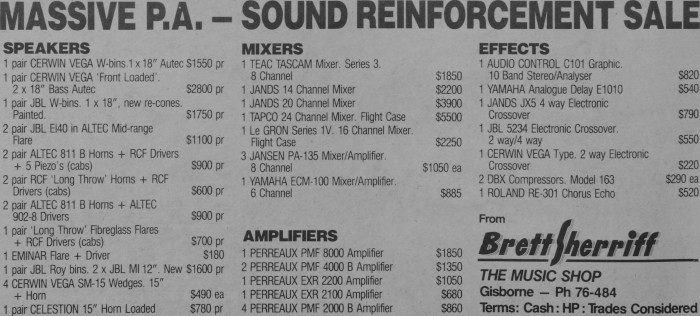 MASSIVE P.A. – SOUND REINFORCEMENT SALE
SPEAKERS
1 pair CERWIN VEGA W-bins.1 x 18" Autec $1550 pr
1 pair CERWIN VEGA 'Front Loaded'.
2 x 18" Bass Autec $2800 pr
1 pair JBL W-bins. 1 x 18", new re-cones.
Painted. $1750 pr
2 pair JBL El40 in ALTEC Mid-range
Flare $1100 pr
2 pair ALTEC 811 B Horns + RCF Drivers
+ 5 Piezo's (cabs) $900 pr
2 pair RCF 'Long Throw' Horns + RCF
Drivers (cabs) $600 pr
2 pair ALTEC 811 B Horns + ALTEC
902-8 Drivers $900 pr
1 pair 'Long Throw' Fibreglass Flares
+ RCF Drivers (cabs) $700 pr
1 EMINAR Flare + Driver $180
1 pair JBL Roy bins. 2 x JBL MI 12". New $1600 pr
4 CERWIN VEGA SM-15 Wedges. 15"
+ Horn $490 ea
1 pair CELESTION 15" Horn Loaded $780 pr
MIXERS
1 TEAC TASCAM Mixer. Series 3.
8 Channel $1850
1 JANDS 14 Channel Mixer $2200
1 JANDS 20 Channel Mixer $3900
1 TAPCO 24 Channel Mixer. Flight Case $5500
1 Le GRON Series 1V. 16 Channel Mixer.
Flight Case $2250
3 JANSEN PA-135 Mixer/Amplifier.
8 Channel $1050 ea
1 YAMAHA ECM-100 Mixer/Amplifier.
6 Channel $885
AMPLIFIERS
1 PERREAUX PMF 8000 Amplifier $1850
2 PERREAUX PMF 4000 B Amplifier $1350
1 PERREAUX EXR 2200 Amplifier $1050
1 PERREAUX EXR 2100 Amplifier $680
4 PERREAUX PMF 2000 B Amplifier $860
EFFECTS
1 AUDIO CONTROL C101 Graphic.
10 Band Stereo/Analyser $820
1 YAMAHA Analogue Delay E1010 $540
1 JANDS JX5 4 way Electronic
Crossover $790
1 JBL 5234 Electronic Crossover.
2 way/4 way $550
1 CERWIN VEGA Type. 2 way Electronic
Crossover $220
2 DBX Compressors. Model 163 $290 ea
1 ROLAND RE-301 Chorus Echo $520
From
Brett Sherriff
THE MUSIC SHOP
Gisborne – Ph 76-484
Terms: Cash : HP : Trades Considered